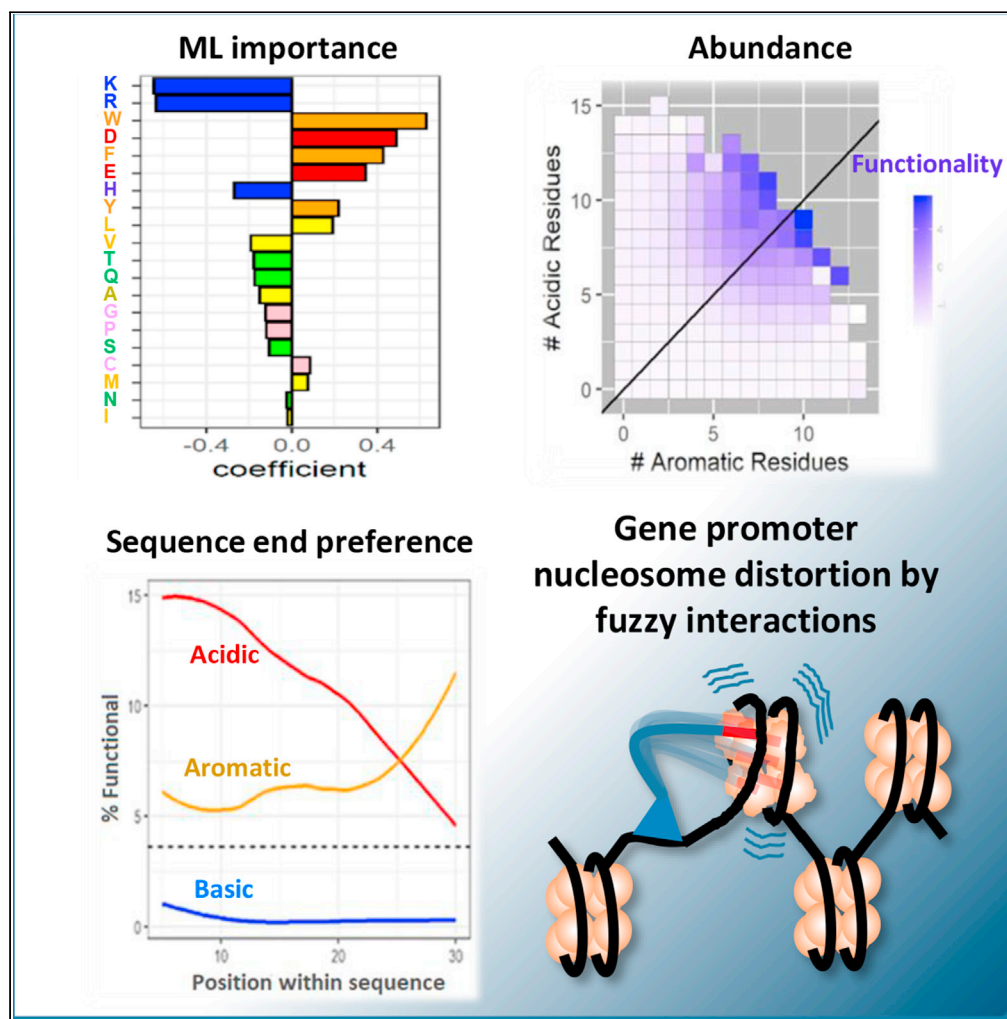 ML importance
K
R
W
D
F
E
H
Y
L
V
T
Q
A
G
P
S
C
M
N
I
-0.4 0.0 0.4
coefficient
Abundance
15
10
5
0
# Acidic Residues
0 5 10
# Aromatic Residues
Functionality
4
0
Sequence end preference
15
10
5
0
% Functional
Acidic
Aromatic
Basic
10 20 30
Position within sequence
Gene promoter
nucleosome distortion by
fuzzy interactions